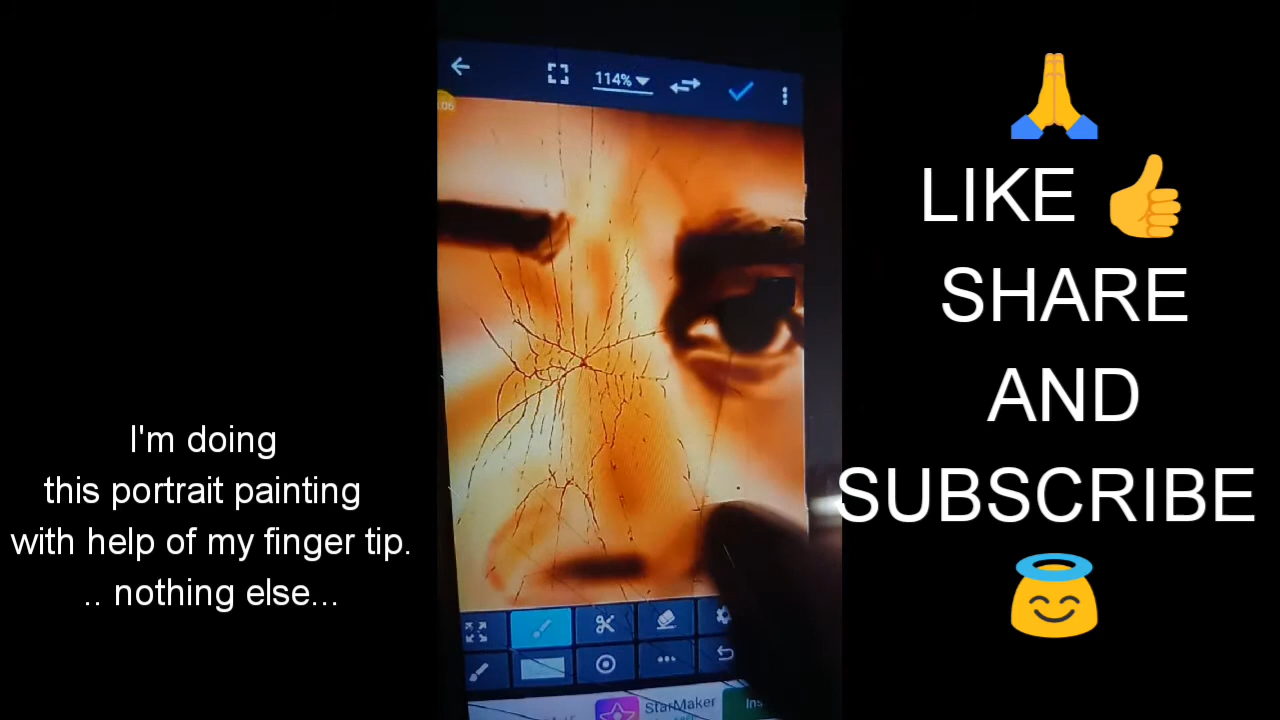 I'm doing
this portrait painting
with help of my finger tip.
.. nothing else...
114%
StarMaker
LIKE 👍
SHARE
AND
SUBSCRIBE